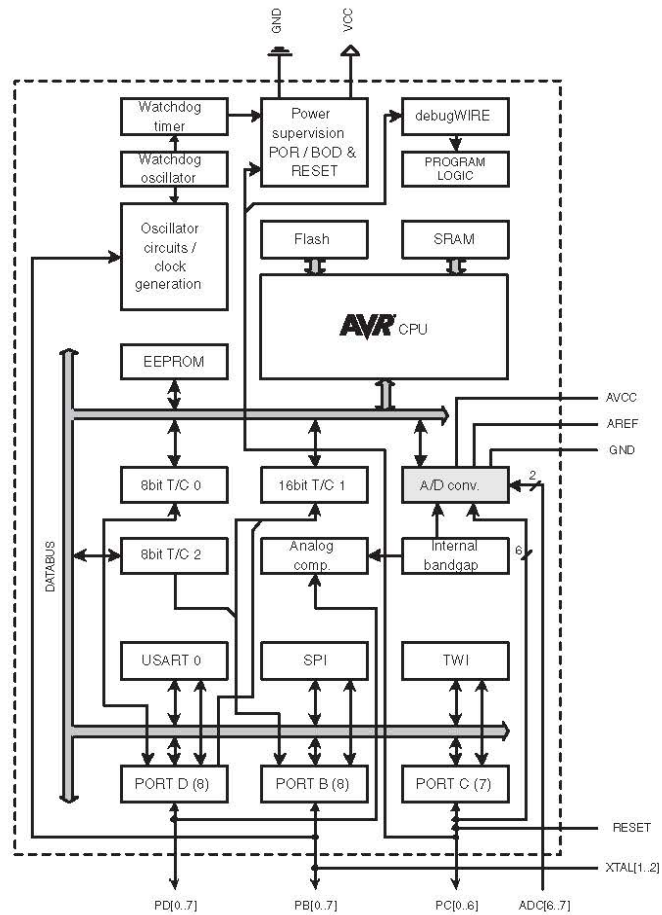 GND
VCC
Watchdog
timer
Power
supervision
POR / BOD &
RESET
debugWIRE
Watchdog
oscillator
PROGRAM
LOGIC
Oscillator
circuits /
clock
generation
Flash
SRAM
AVR CPU
EEPROM
AVCC
AREF
GND
8bit T/C 0
16bit T/C 1
A/D conv.
2
8bit T/C 2
Analog
comp.
Internal
bandgap
6
DATABUS
USART 0
SPI
TWI
PORT D (8)
PORT B (8)
PORT C (7)
RESET
XTAL[1..2]
PD[0..7]
PB[0..7]
PC[0..6]
ADC[6..7]